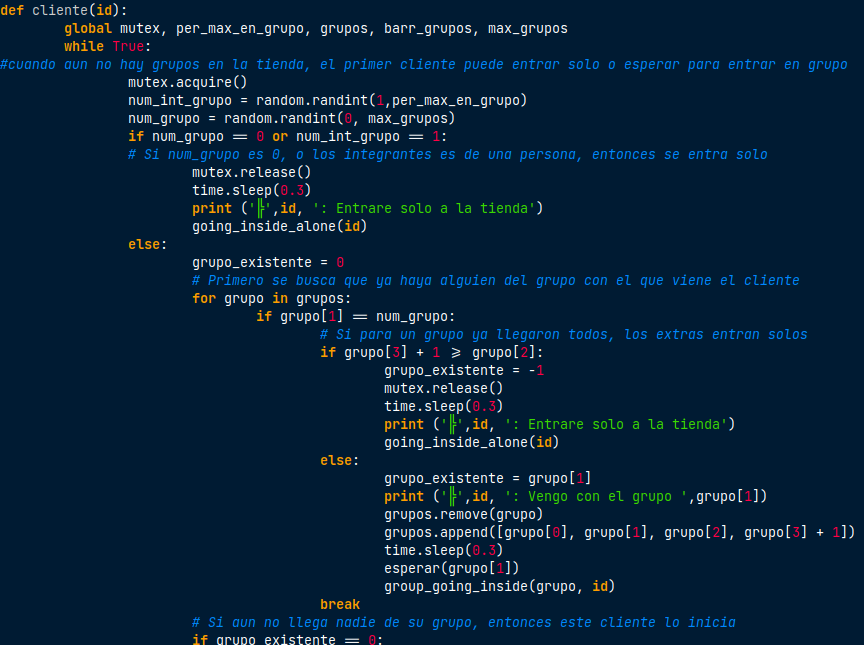 def cliente(id):
        global mutex, per_max_en_grupo, grupos, barr_grupos, max_grupos
        while True:
#cuando aun no hay grupos en la tienda, el primer cliente puede entrar solo o esperar para entrar en grupo
                mutex.acquire()
                num_int_grupo = random.randint(1,per_max_en_grupo)
                num_grupo = random.randint(0, max_grupos)
                if num_grupo == 0 or num_int_grupo == 1:
                # Si num_grupo es 0, o los integrantes es de una persona, entonces se entra solo
                        mutex.release()
                        time.sleep(0.3)
                        print ('╠',id, ': Entrare solo a la tienda')
                        going_inside_alone(id)
                else:
                        grupo_existente = 0
                        # Primero se busca que ya haya alguien del grupo con el que viene el cliente
                        for grupo in grupos:
                                if grupo[1] == num_grupo:
                                        # Si para un grupo ya llegaron todos, los extras entran solos
                                        if grupo[3] + 1 >= grupo[2]:
                                                grupo_existente = -1
                                                mutex.release()
                                                time.sleep(0.3)
                                                print ('╠',id, ': Entrare solo a la tienda')
                                                going_inside_alone(id)
                                        else:
                                                grupo_existente = grupo[1]
                                                print ('╠',id, ': Vengo con el grupo ',grupo[1])
                                                grupos.remove(grupo)
                                                grupos.append([grupo[0], grupo[1], grupo[2], grupo[3] + 1])
                                                time.sleep(0.3)
                                                esperar(grupo[1])
                                                group_going_inside(grupo, id)
                                        break
                        # Si aun no llega nadie de su grupo, entonces este cliente lo inicia
                        if grupo_existente == 0: